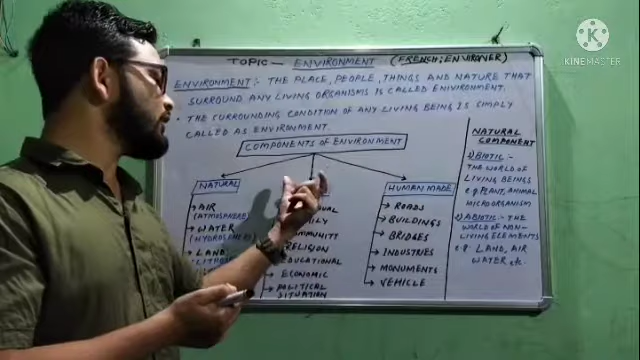 TOPIC — ENVIRONMENT (FRENCH; ENVIRONER)
ENVIRONMENT:- THE PLACE, PEOPLE, THINGS AND NATURE THAT
SURROUND ANY LIVING ORGANISMS IS CALLED ENVIRONMENT.
• THE SURROUNDING CONDITION OF ANY LIVING BEING IS SIMPLY
CALLED AS ENVIRONMENT.
COMPONENTS OF ENVIRONMENT
NATURAL
AIR
(ATMOSPHERE)
WATER
(HYDROSPHERE)
LAND
COMMUNITY
RELIGION
EDUCATIONAL
ECONOMIC
POLITICAL
SITUATION
HUMAN MADE
ROADS
BUILDINGS
BRIDGES
INDUSTRIES
MONUMENTS
VEHICLE
NATURAL
COMPONENT
1) BIOTIC :-
THE WORLD OF
LIVING BEINGS
e.g PLANT, ANIMAL
MICROORGANISM
2) ABIOTIC :- THE
WORLD OF NON-
LIVING ELEMENTS
e.g. LAND, AIR
WATER etc.
KINEMASTER